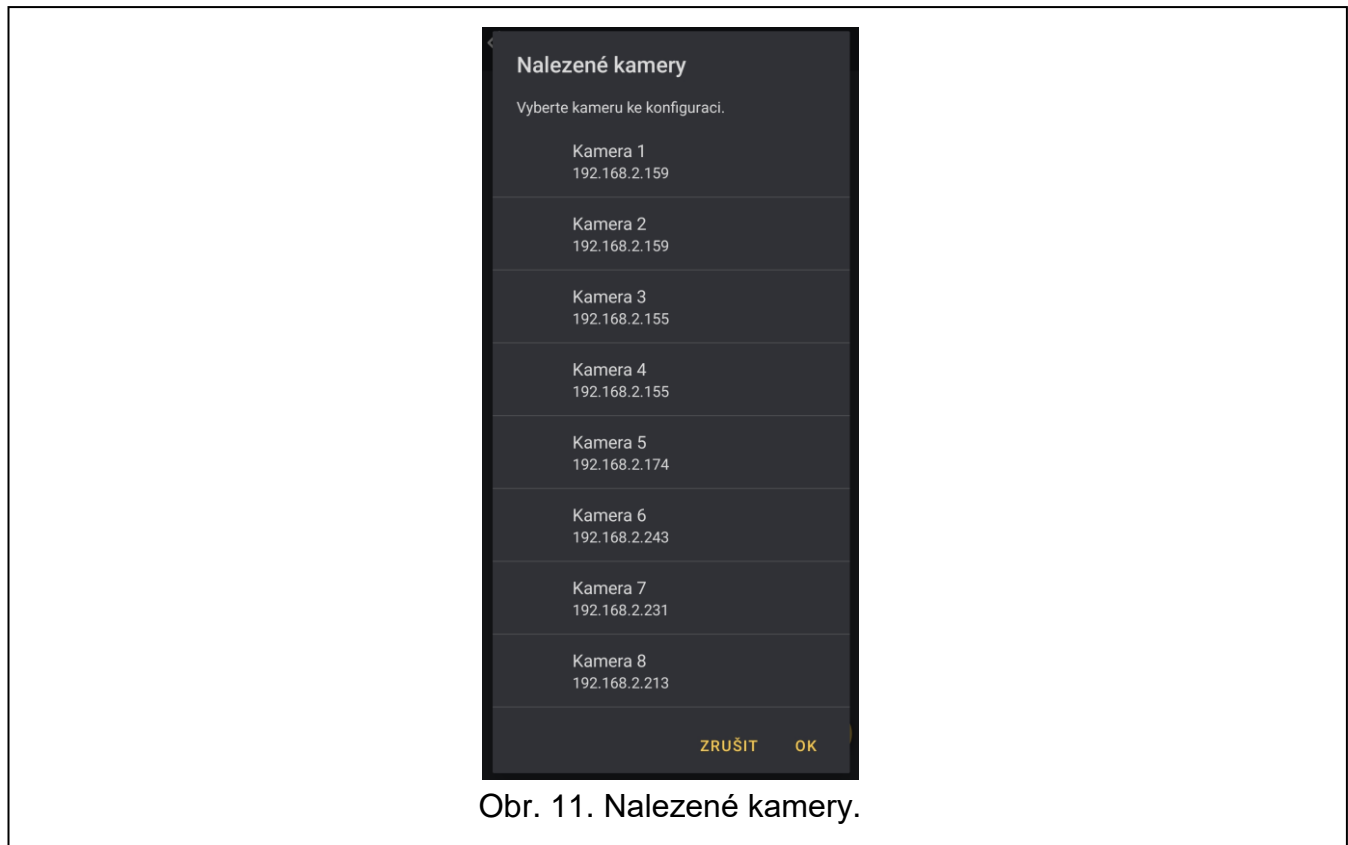 Nalezené kamery
Vyberte kameru ke konfiguraci.
Kamera 1
192.168.2.159
Kamera 2
192.168.2.159
Kamera 3
192.168.2.155
Kamera 4
192.168.2.155
Kamera 5
192.168.2.174
Kamera 6
192.168.2.243
Kamera 7
192.168.2.231
Kamera 8
192.168.2.213
ZRUŠIT OK
Obr. 11. Nalezené kamery.